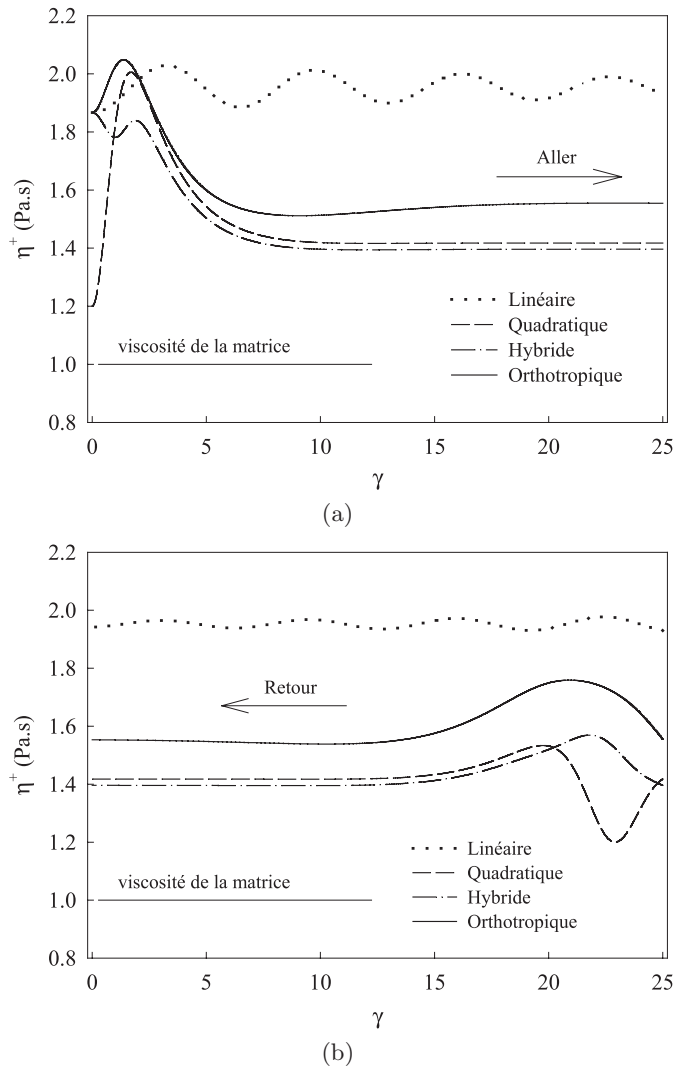 2.2
2.0
1.8
1.6
1.4
1.2
1.0
0.8
η⁺ (Pa.s)
Aller
Linéaire
Quadratique
Hybride
Orthotropique
viscosité de la matrice
0 5 10 15 20 25
γ
(a)
2.2
2.0
1.8
1.6
1.4
1.2
1.0
0.8
η⁺ (Pa.s)
Retour
Linéaire
Quadratique
Hybride
Orthotropique
viscosité de la matrice
0 5 10 15 20 25
γ
(b)